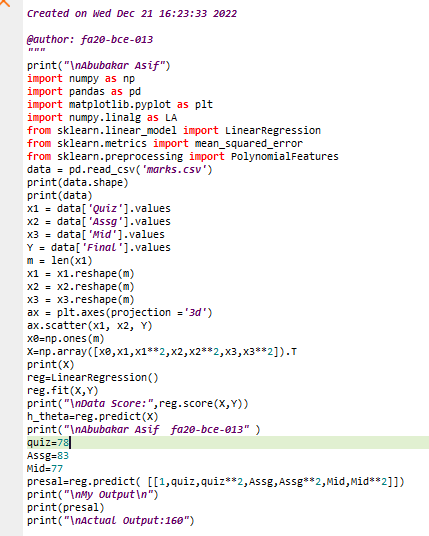 Created on Wed Dec 21 16:23:33 2022
@author: fa20-bce-013
"""
print("\nAbubakar Asif")
import numpy as np
import pandas as pd
import matplotlib.pyplot as plt
import numpy.linalg as LA
from sklearn.linear_model import LinearRegression
from sklearn.metrics import mean_squared_error
from sklearn.preprocessing import PolynomialFeatures
data = pd.read_csv('marks.csv')
print(data.shape)
print(data)
x1 = data['Quiz'].values
x2 = data['Assg'].values
x3 = data['Mid'].values
Y = data['Final'].values
m = len(x1)
x1 = x1.reshape(m)
x2 = x2.reshape(m)
x3 = x3.reshape(m)
ax = plt.axes(projection ='3d')
ax.scatter(x1, x2, Y)
x0=np.ones(m)
X=np.array([x0,x1,x1**2,x2,x2**2,x3,x3**2]).T
print(X)
reg=LinearRegression()
reg.fit(X,Y)
print("\nData Score:",reg.score(X,Y))
h_theta=reg.predict(X)
print("\nAbubakar Asif  fa20-bce-013" )
quiz=78
Assg=83
Mid=77
presal=reg.predict( [[1,quiz,quiz**2,Assg,Assg**2,Mid,Mid**2]])
print("\nMy Output\n")
print(presal)
print("\nActual Output:160")